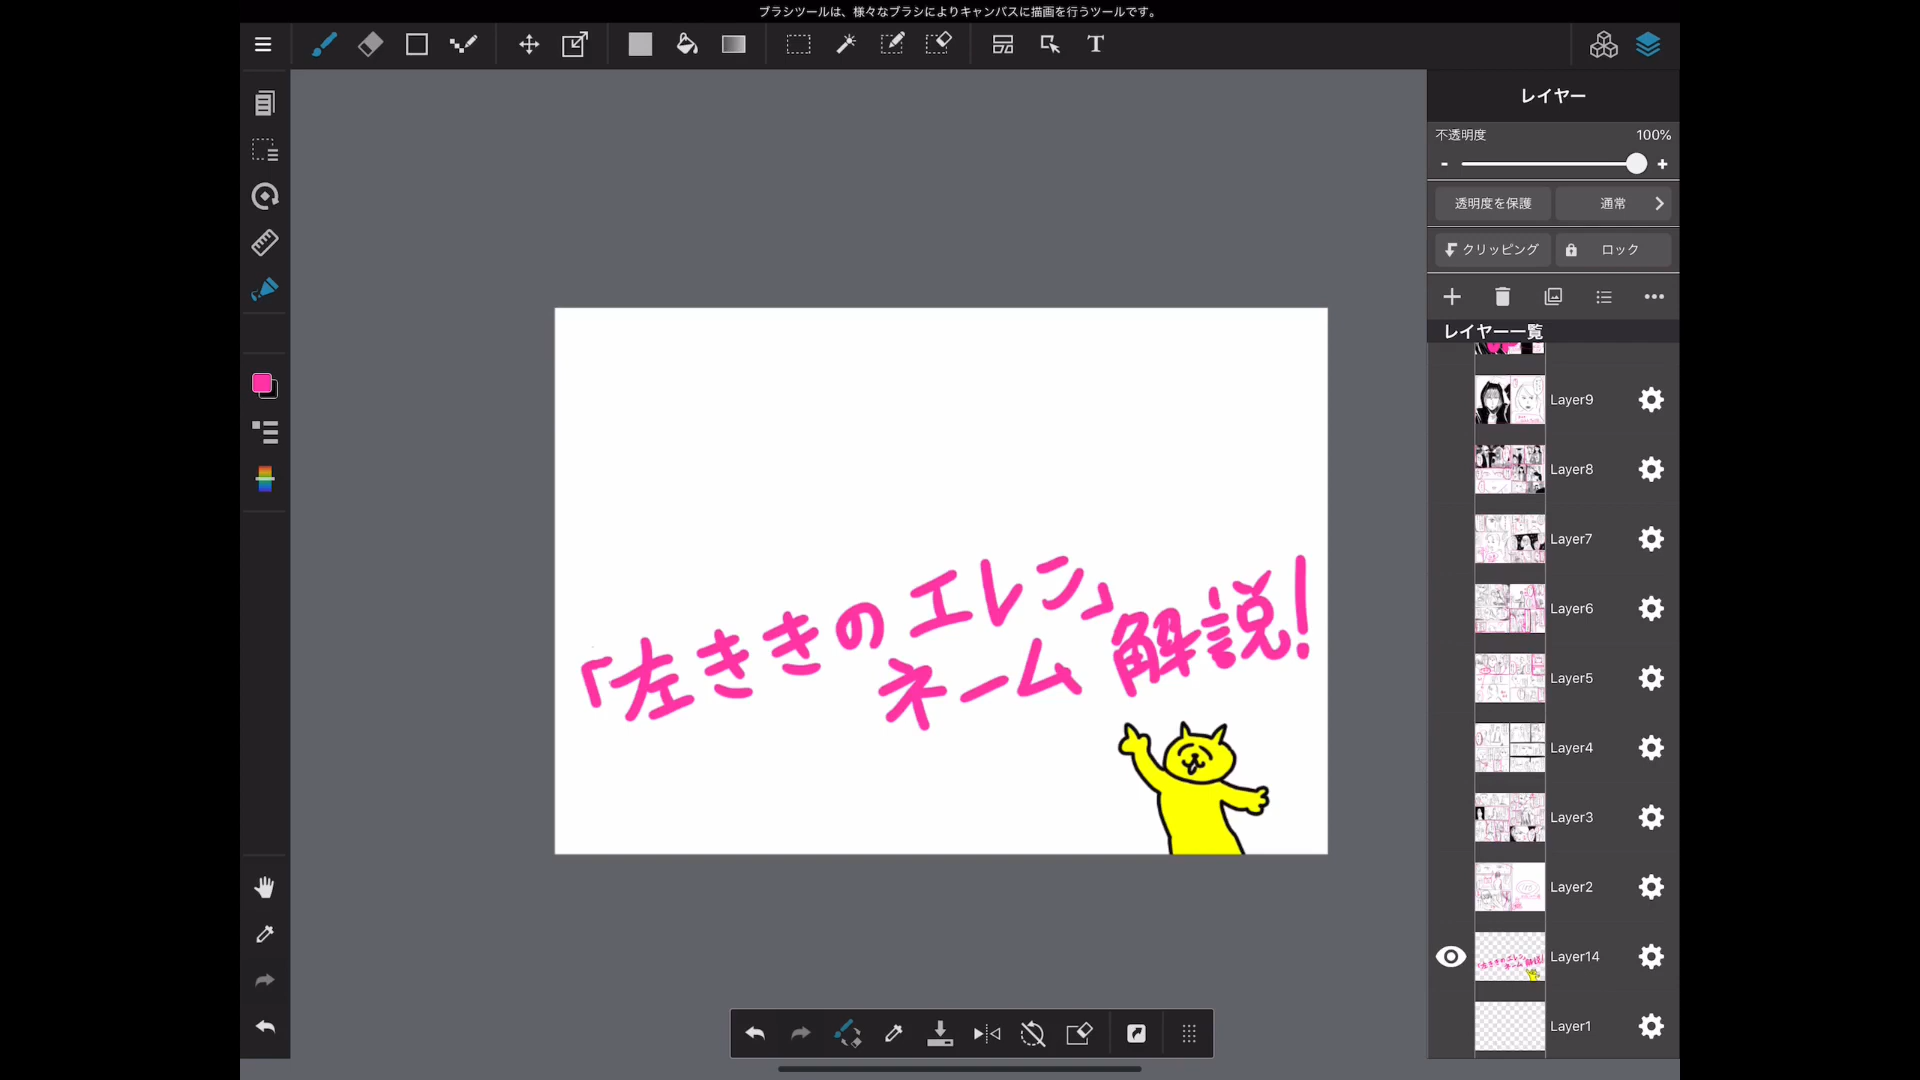 ブラシツールは、様々なブラシによりキャンバスに描画を行うツールです。
T
レイヤー
不透明度 100%
- +
透明度を保護 通常
クリッピング ロック
レイヤー一覧
Layer9
Layer8
Layer7
Layer6
Layer5
Layer4
Layer3
Layer2
Layer14
Layer1
「左ききのエレン」
ネーム解説!